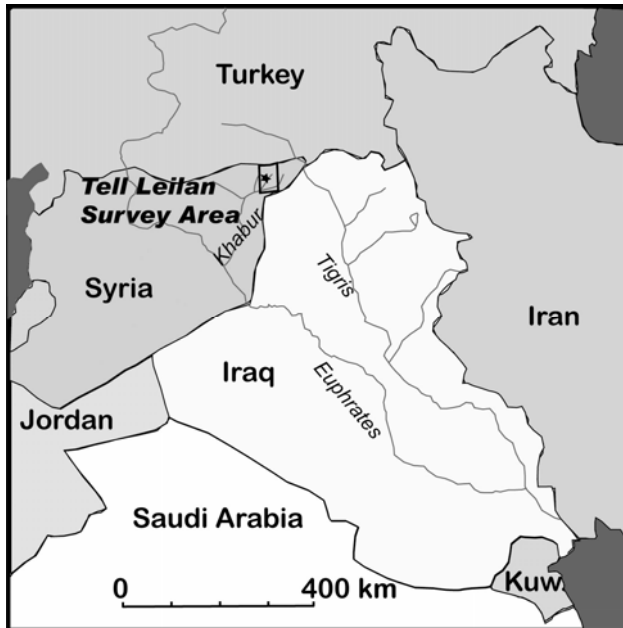 Turkey
Tell Leilan
Survey Area
Khabur
Syria
Tigris
Iran
Iraq
Euphrates
Jordan
Saudi Arabia
Kuw.
0 400 km